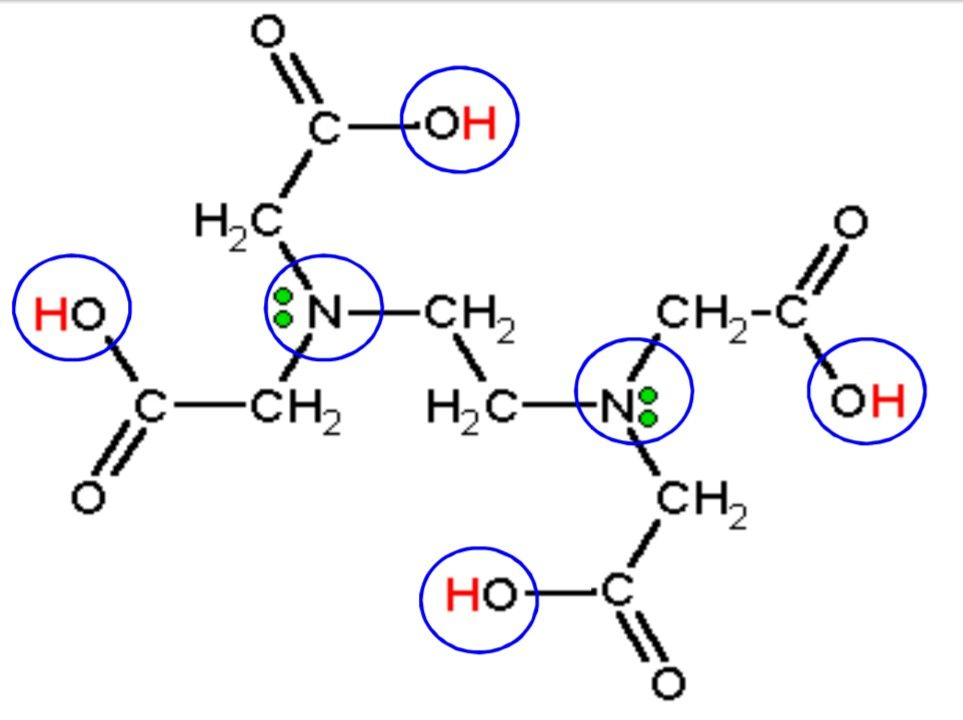 O
C OH
H₂C
O
HO N CH₂ CH₂ C
C CH₂ H₂C N OH
O CH₂
HO C
O